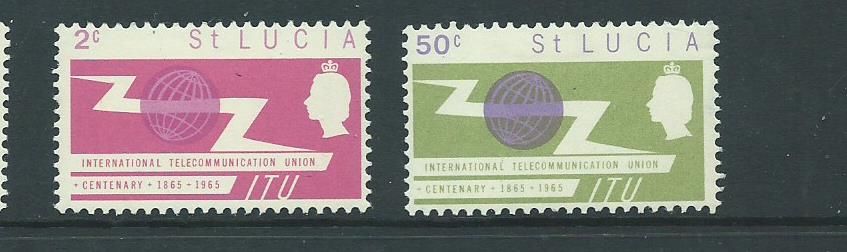 2c St LUCIA
INTERNATIONAL TELECOMMUNICATION UNION
+ CENTENARY + 1865 + 1965 ITU
50c St LUCIA
INTERNATIONAL TELECOMMUNICATION UNION
+ CENTENARY + 1865 + 1965 ITU